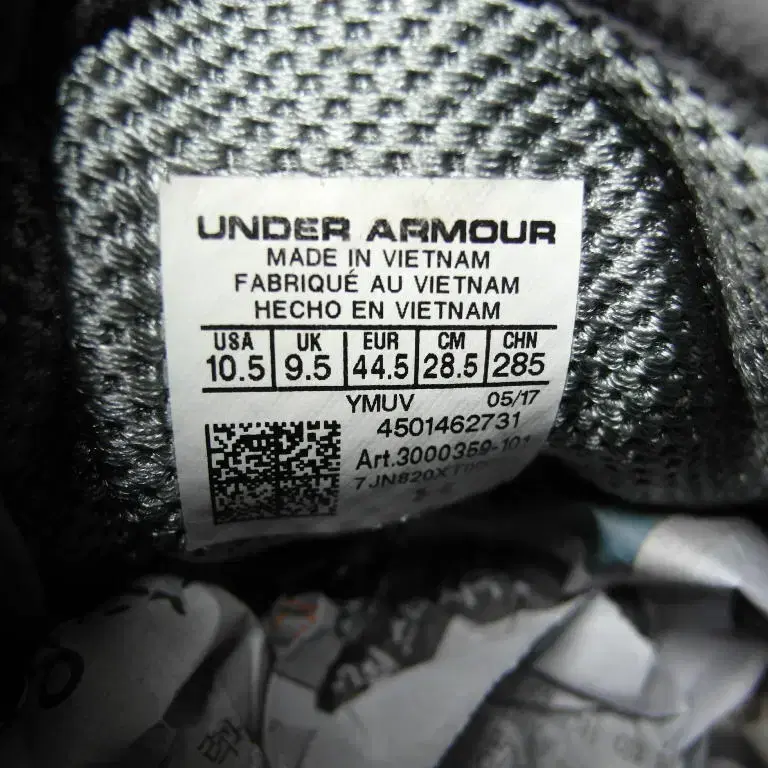 UNDER ARMOUR
MADE IN VIETNAM
FABRIQUÉ AU VIETNAM
HECHO EN VIETNAM
USA UK EUR CM CHN
10.5 9.5 44.5 28.5 285
YMUV 05/17
4501462731
Art.3000359-101